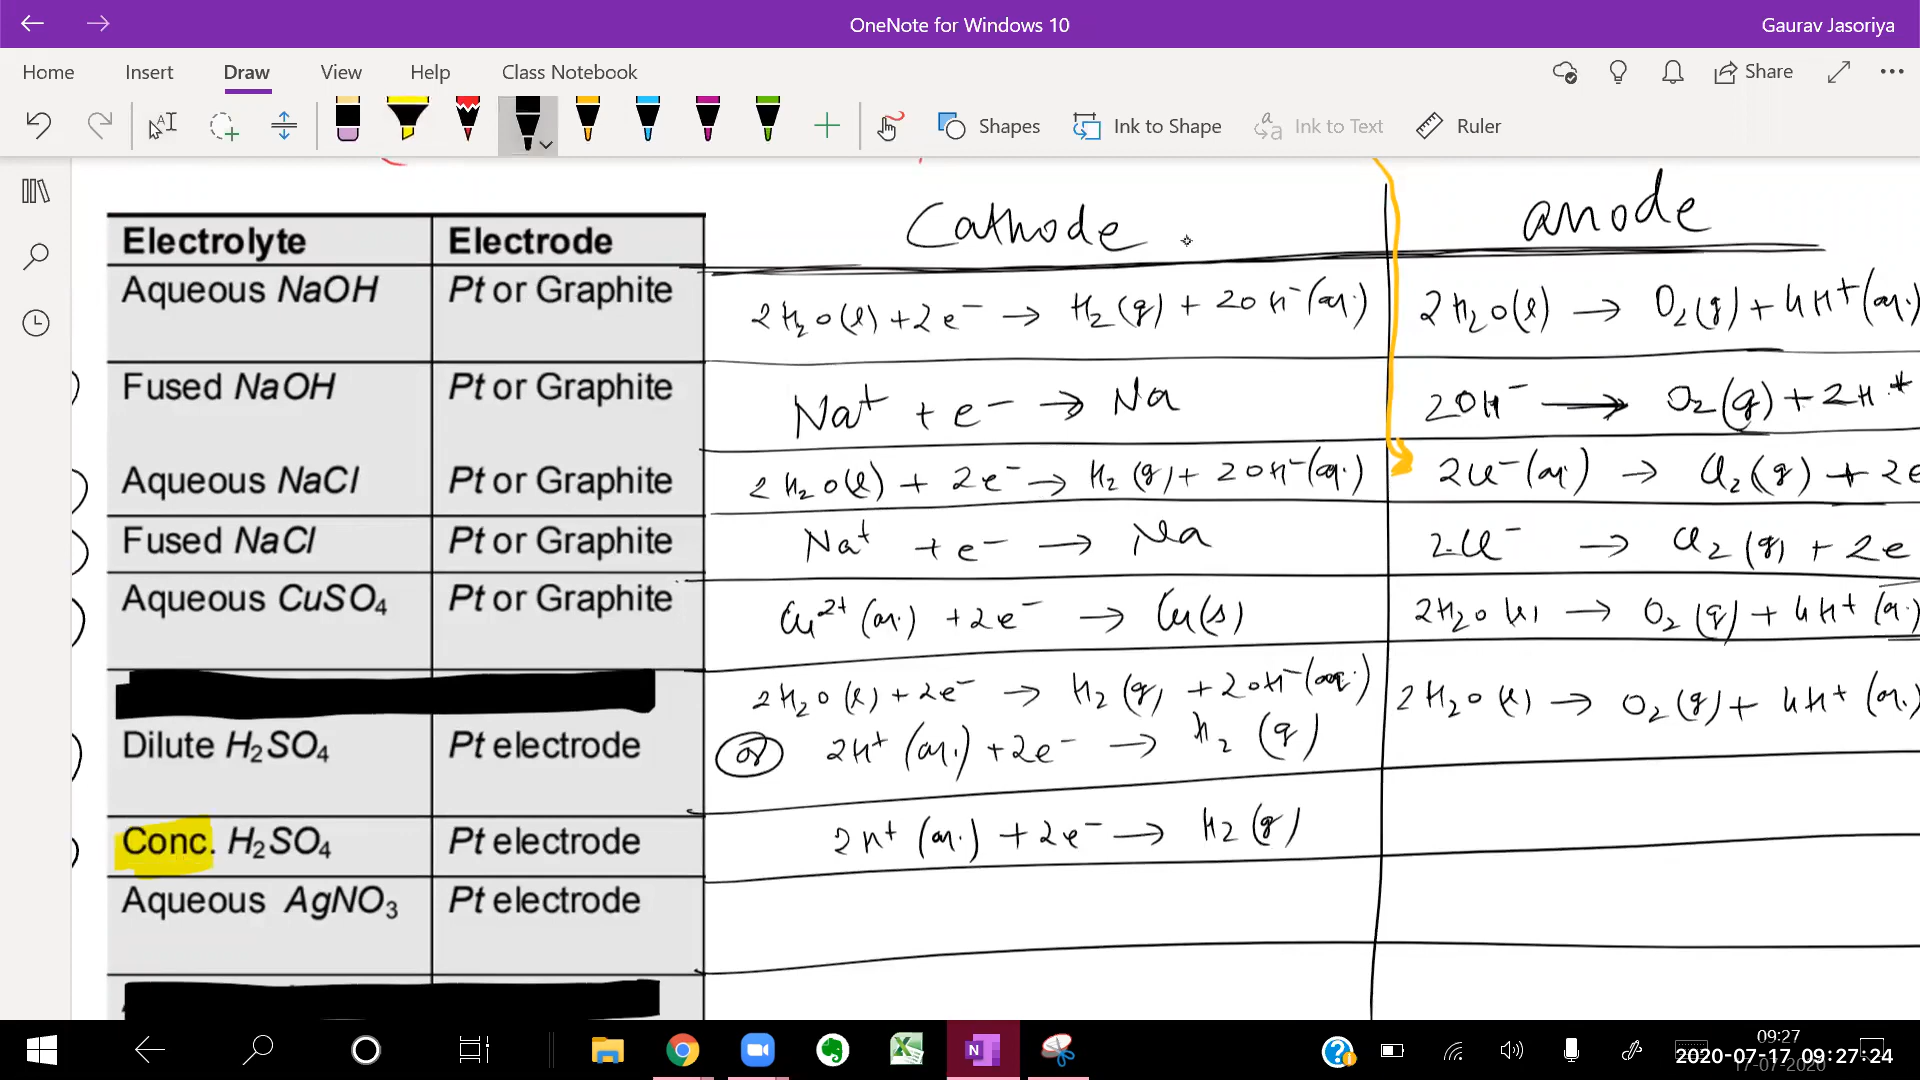 OneNote for Windows 10
Gaurav Jasoriya
Home Insert Draw View Help Class Notebook
Share
Shapes Ink to Shape Ink to Text Ruler
Cathode anode
Electrolyte Electrode
Aqueous NaOH Pt or Graphite 2H₂O(l) + 2e⁻ → H₂(g) + 2OH⁻(aq.) 2H₂O(l) → O₂(g) + 4H⁺(aq.)
Fused NaOH Pt or Graphite Na⁺ + e⁻ → Na 2OH⁻ → O₂(g) + 2H⁺
Aqueous NaCl Pt or Graphite 2H₂O(l) + 2e⁻ → H₂(g) + 2OH⁻(aq.) 2Cl⁻(aq.) → Cl₂(g) + 2e
Fused NaCl Pt or Graphite Na⁺ + e⁻ → Na 2Cl⁻ → Cl₂(g) + 2e
Aqueous CuSO₄ Pt or Graphite Cu²⁺(aq.) + 2e⁻ → Cu(s) 2H₂O(l) → O₂(g) + 4H⁺(aq.)
2H₂O(l) + 2e⁻ → H₂(g) + 2OH⁻(aq.) 2H₂O(l) → O₂(g) + 4H⁺(aq.)
Dilute H₂SO₄ Pt electrode or 2H⁺(aq.) + 2e⁻ → H₂(g)
Conc. H₂SO₄ Pt electrode 2H⁺(aq.) + 2e⁻ → H₂(g)
Aqueous AgNO₃ Pt electrode
09:27
2020-07-17 09:27:24
17-07-2020